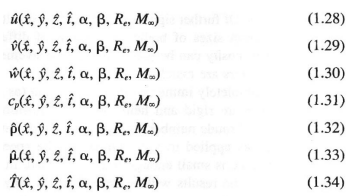 û(x̂, ŷ, ẑ, t̂, α, β, Re, M∞) (1.28)
v̂(x̂, ŷ, ẑ, t̂, α, β, Re, M∞) (1.29)
ŵ(x̂, ŷ, ẑ, t̂, α, β, Re, M∞) (1.30)
cp(x̂, ŷ, ẑ, t̂, α, β, Re, M∞) (1.31)
ρ̂(x̂, ŷ, ẑ, t̂, α, β, Re, M∞) (1.32)
μ̂(x̂, ŷ, ẑ, t̂, α, β, Re, M∞) (1.33)
T̂(x̂, ŷ, ẑ, t̂, α, β, Re, M∞) (1.34)